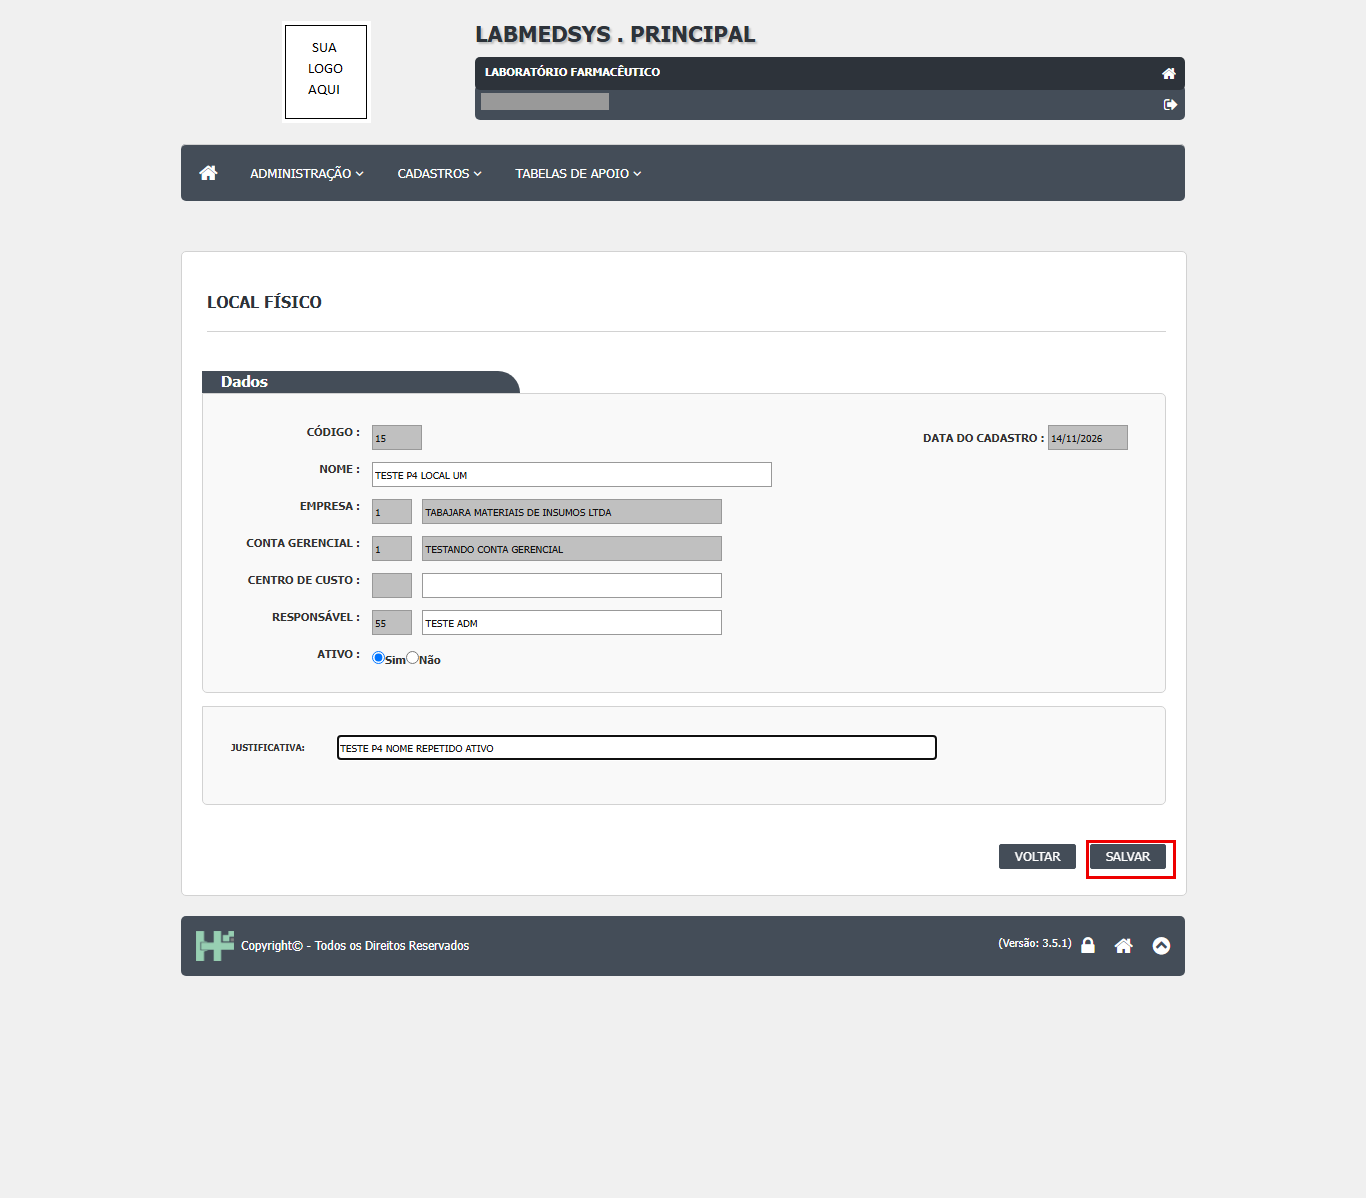 SUA
LOGO
AQUI
LABMEDSYS . PRINCIPAL
LABORATÓRIO FARMACÊUTICO
ADMINISTRAÇÃO CADASTROS TABELAS DE APOIO
LOCAL FÍSICO
Dados
CÓDIGO : 15 DATA DO CADASTRO : 14/11/2026
NOME : TESTE P4 LOCAL UM
EMPRESA : 1 TABAJARA MATERIAIS DE INSUMOS LTDA
CONTA GERENCIAL : 1 TESTANDO CONTA GERENCIAL
CENTRO DE CUSTO :
RESPONSÁVEL : 55 TESTE ADM
ATIVO : Sim Não
JUSTIFICATIVA: TESTE P4 NOME REPETIDO ATIVO
VOLTAR SALVAR
Copyright© - Todos os Direitos Reservados (Versão: 3.5.1)